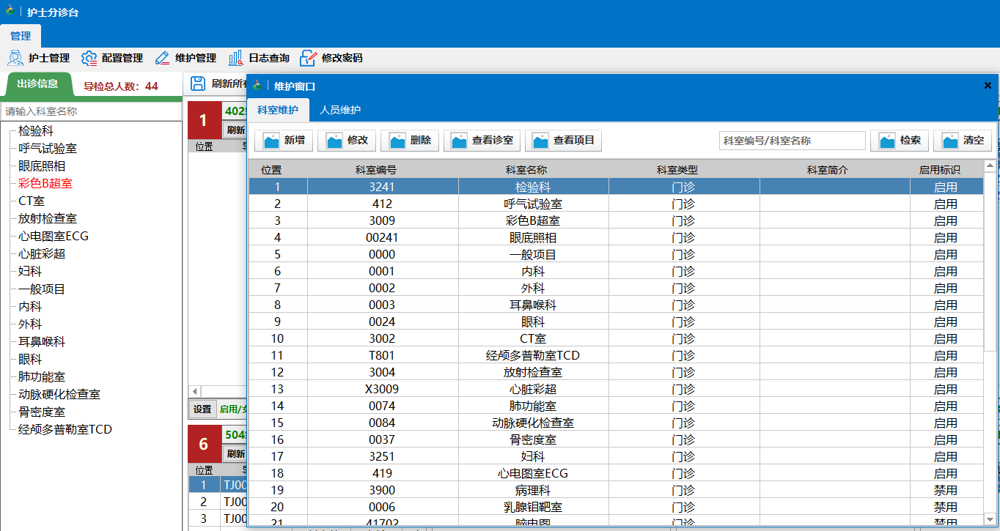 护士分诊台
管理
护士管理 配置管理 维护管理 日志查询 修改密码
出诊信息 导检总人数：44
请输入科室名称
检验科
呼气试验室
眼底照相
彩色B超室
CT室
放射检查室
心电图室ECG
心脏彩超
妇科
一般项目
内科
外科
耳鼻喉科
眼科
肺功能室
动脉硬化检查室
骨密度室
经颅多普勒室TCD
刷新所有
1 402
刷新
位置
设置 启用/
6 504
刷新
位置
1 TJ00
2 TJ00
3 TJ00
维护窗口
科室维护 人员维护
新增 修改 删除 查看诊室 查看项目 科室编号/科室名称 检索 清空
位置 科室编号 科室名称 科室类型 科室简介 启用标识
1 3241 检验科 门诊 启用
2 412 呼气试验室 门诊 启用
3 3009 彩色B超室 门诊 启用
4 00241 眼底照相 门诊 启用
5 0000 一般项目 门诊 启用
6 0001 内科 门诊 启用
7 0002 外科 门诊 启用
8 0003 耳鼻喉科 门诊 启用
9 0024 眼科 门诊 启用
10 3002 CT室 门诊 启用
11 T801 经颅多普勒室TCD 门诊 启用
12 3004 放射检查室 门诊 启用
13 X3009 心脏彩超 门诊 启用
14 0074 肺功能室 门诊 启用
15 0084 动脉硬化检查室 门诊 启用
16 0037 骨密度室 门诊 启用
17 3251 妇科 门诊 启用
18 419 心电图室ECG 门诊 启用
19 3900 病理科 门诊 禁用
20 0006 乳腺钼靶室 门诊 禁用
21 41702 脑电图 门诊 禁用